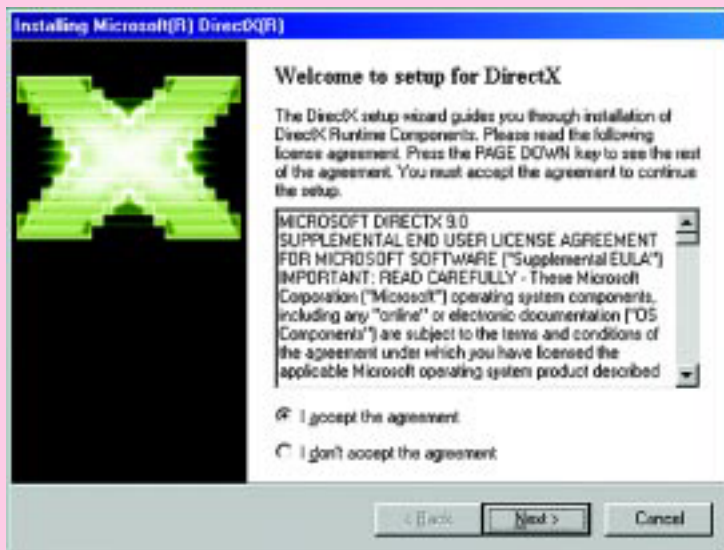 Installing Microsoft(R) DirectX(R)
Welcome to setup for DirectX
The DirectX setup wizard guides you through installation of
DirectX Runtime Components. Please read the following
license agreement. Press the PAGE DOWN key to see the rest
of the agreement. You must accept the agreement to continue
the setup.
MICROSOFT DIRECTX 9.0
SUPPLEMENTAL END USER LICENSE AGREEMENT
FOR MICROSOFT SOFTWARE ("Supplemental EULA")
IMPORTANT: READ CAREFULLY - These Microsoft
Corporation ("Microsoft") operating system components,
including any "online" or electronic documentation ("OS
Components") are subject to the terms and conditions of
the agreement under which you have licensed the
applicable Microsoft operating system product described
I accept the agreement
I don't accept the agreement
< Back
Next >
Cancel